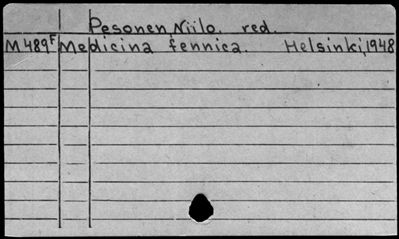 Pesonen, Niilo. red.
M 489F Medicina fennica. Helsinki, 1948